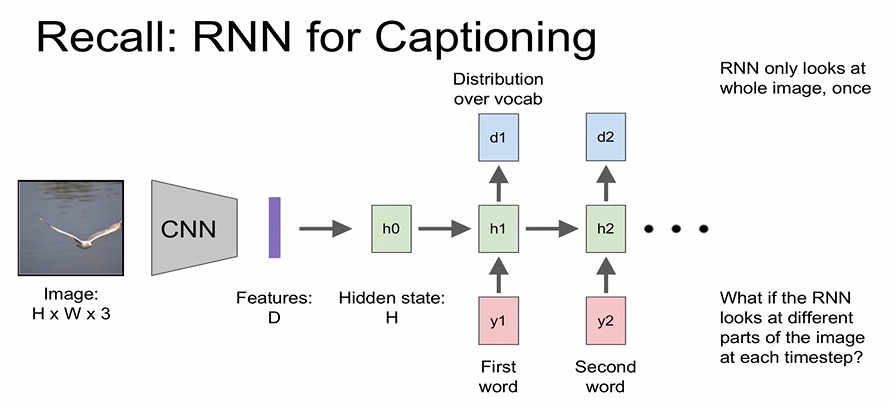 Recall: RNN for Captioning
RNN only looks at
whole image, once
Distribution
over vocab
d1
d2
CNN
h0
h1
h2
Image:
H x W x 3
Features:
D
Hidden state:
H
y1
y2
First
word
Second
word
What if the RNN
looks at different
parts of the image
at each timestep?